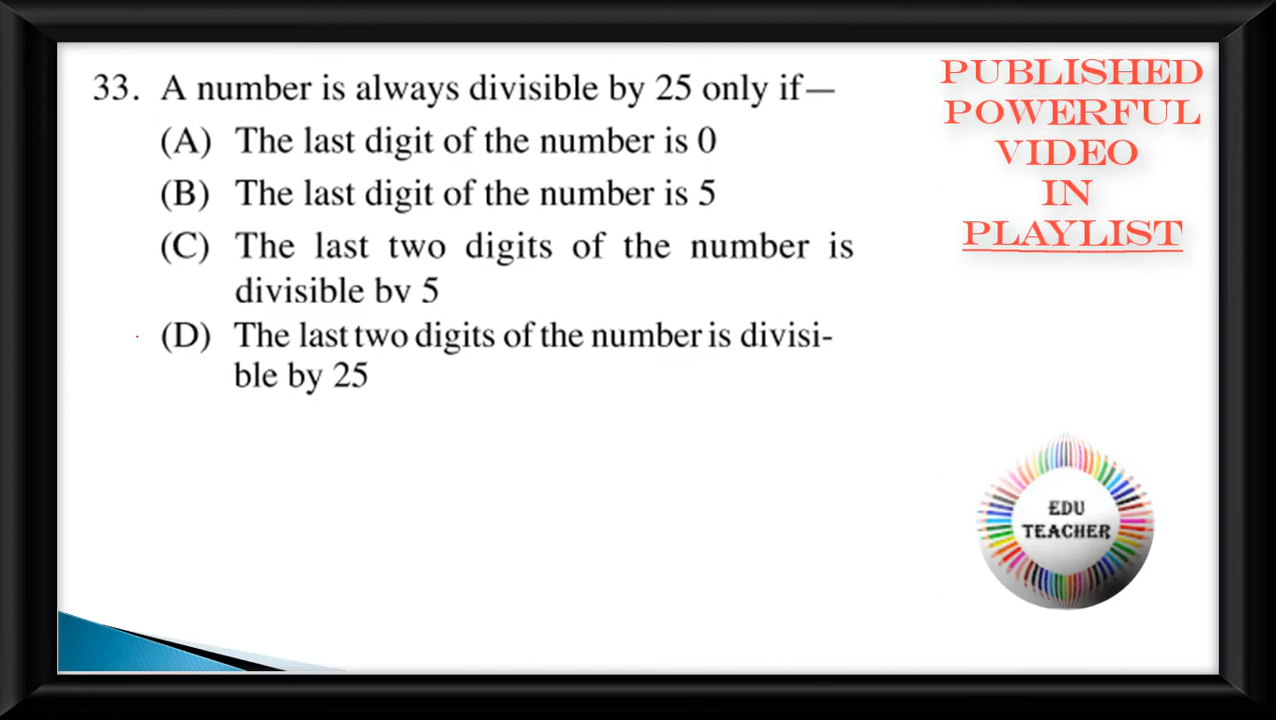 33. A number is always divisible by 25 only if—
(A) The last digit of the number is 0
(B) The last digit of the number is 5
(C) The last two digits of the number is
divisible by 5
(D) The last two digits of the number is divisi-
ble by 25
PUBLISHED
POWERFUL
VIDEO
IN
PLAYLIST
EDU
TEACHER